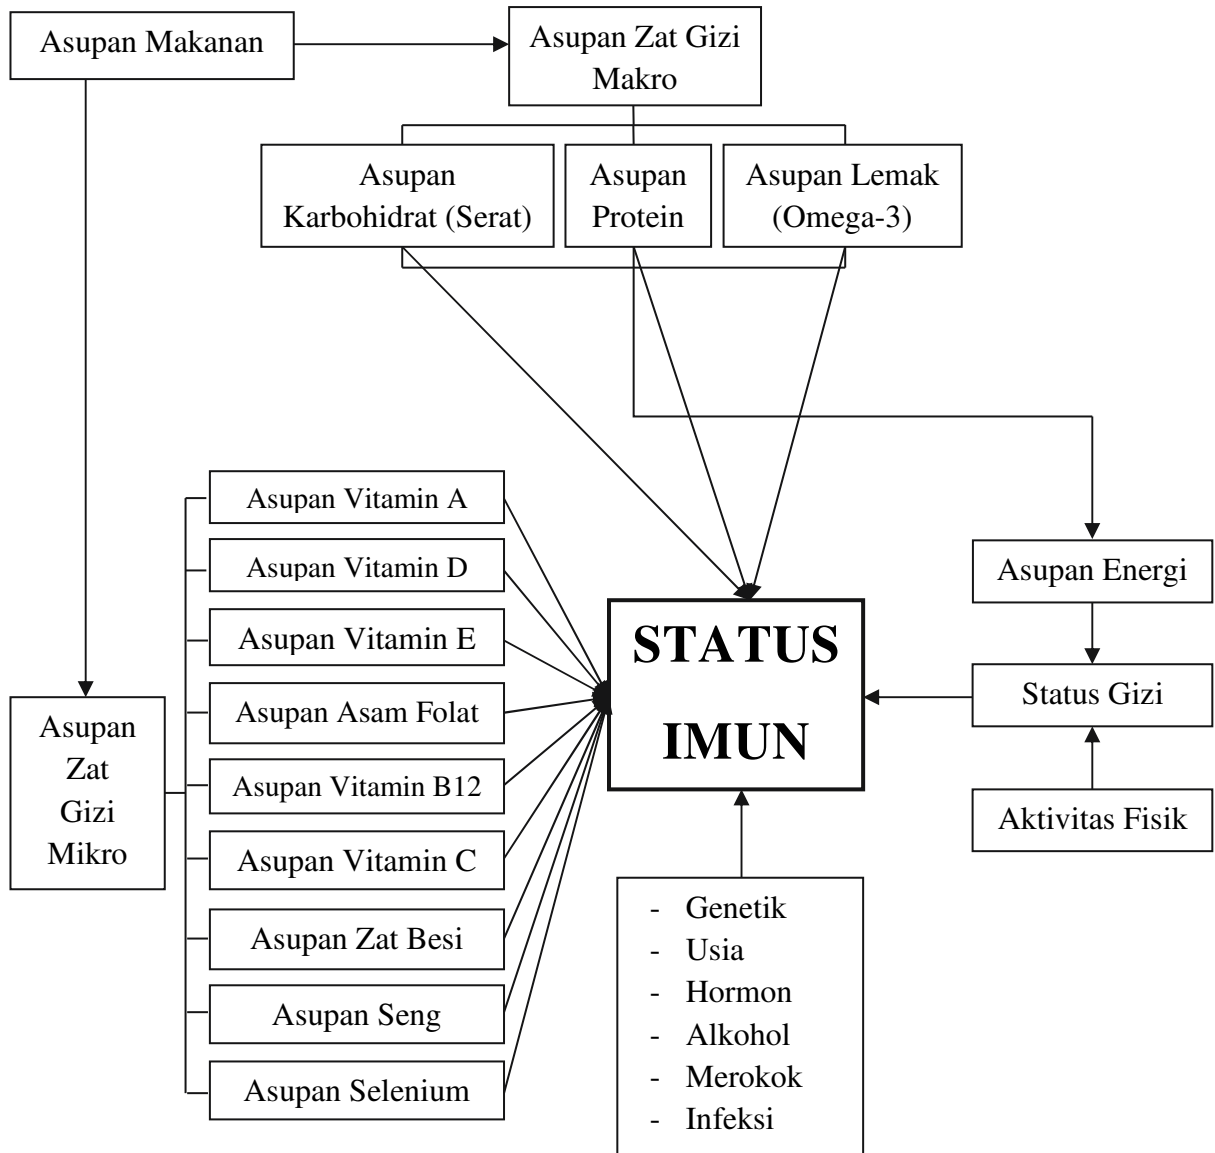 Asupan Makanan
Asupan Zat Gizi
Makro
Asupan
Karbohidrat (Serat)
Asupan
Protein
Asupan Lemak
(Omega-3)
Asupan Vitamin A
Asupan Vitamin D
Asupan Vitamin E
Asupan Asam Folat
Asupan Vitamin B12
Asupan Vitamin C
Asupan Zat Besi
Asupan Seng
Asupan Selenium
Asupan
Zat
Gizi
Mikro
STATUS
IMUN
Asupan Energi
Status Gizi
Aktivitas Fisik
- Genetik
- Usia
- Hormon
- Alkohol
- Merokok
- Infeksi